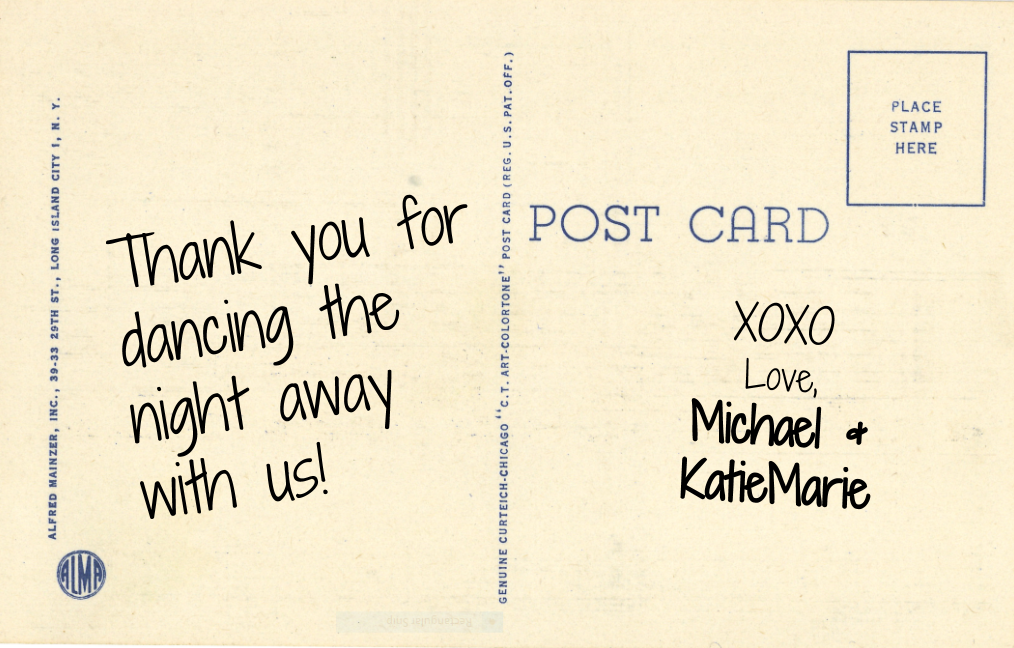 ALFRED MAINZER, INC., 39-33 29TH ST., LONG ISLAND CITY 1, N. Y.
ALMA
Thank you for
dancing the
night away
with us!
GENUINE CURTEICH-CHICAGO "C.T. ART-COLORTONE" POST CARD (REG. U.S. PAT. OFF.)
PLACE
STAMP
HERE
POST CARD
XOXO
Love,
Michael &
KatieMarie
Rectangular Snip